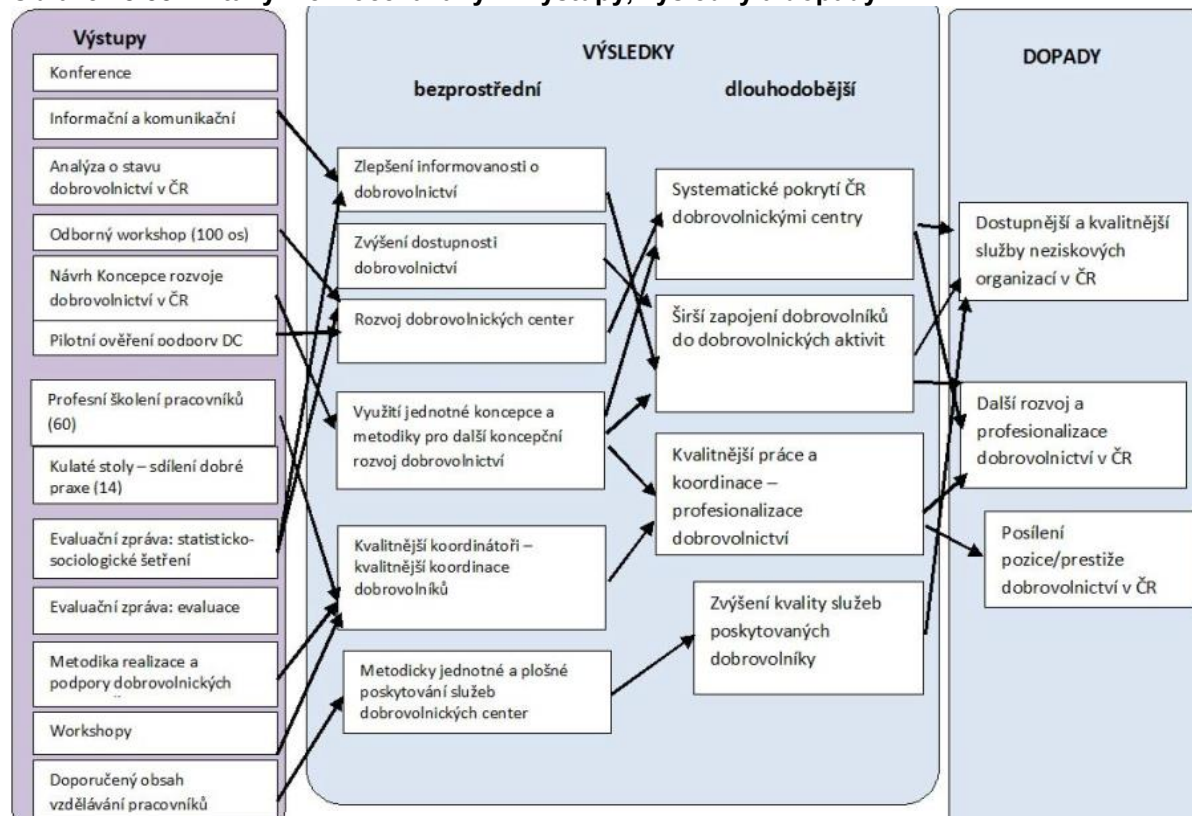 Výstupy
Konference
Informační a komunikační
Analýza o stavu
dobrovolnictví v ČR
Odborný workshop (100 os)
Návrh Koncepce rozvoje
dobrovolnictví v ČR
Pilotní ověření podpory DC
Profesní školení pracovníků
(60)
Kulaté stoly – sdílení dobré
praxe (14)
Evaluační zpráva: statisticko-
sociologické šetření
Evaluační zpráva: evaluace
Metodika realizace a
podpory dobrovolnických
Workshopy
Doporučený obsah
vzdělávání pracovníků
VÝSLEDKY
bezprostřední
dlouhodobější
Zlepšení informovanosti o
dobrovolnictví
Zvýšení dostupnosti
dobrovolnictví
Rozvoj dobrovolnických center
Využití jednotné koncepce a
metodiky pro další koncepční
rozvoj dobrovolnictví
Kvalitnější koordinátoři –
kvalitnější koordinace
dobrovolníků
Metodicky jednotné a plošné
poskytování služeb
dobrovolnických center
Systematické pokrytí ČR
dobrovolnickými centry
Širší zapojení dobrovolníků
do dobrovolnických aktivit
Kvalitnější práce a
koordinace –
profesionalizace
dobrovolnictví
Zvýšení kvality služeb
poskytovaných
dobrovolníky
DOPADY
Dostupnější a kvalitnější
služby neziskových
organizací v ČR
Další rozvoj a
profesionalizace
dobrovolnictví v ČR
Posílení
pozice/prestiže
dobrovolnictví v ČR